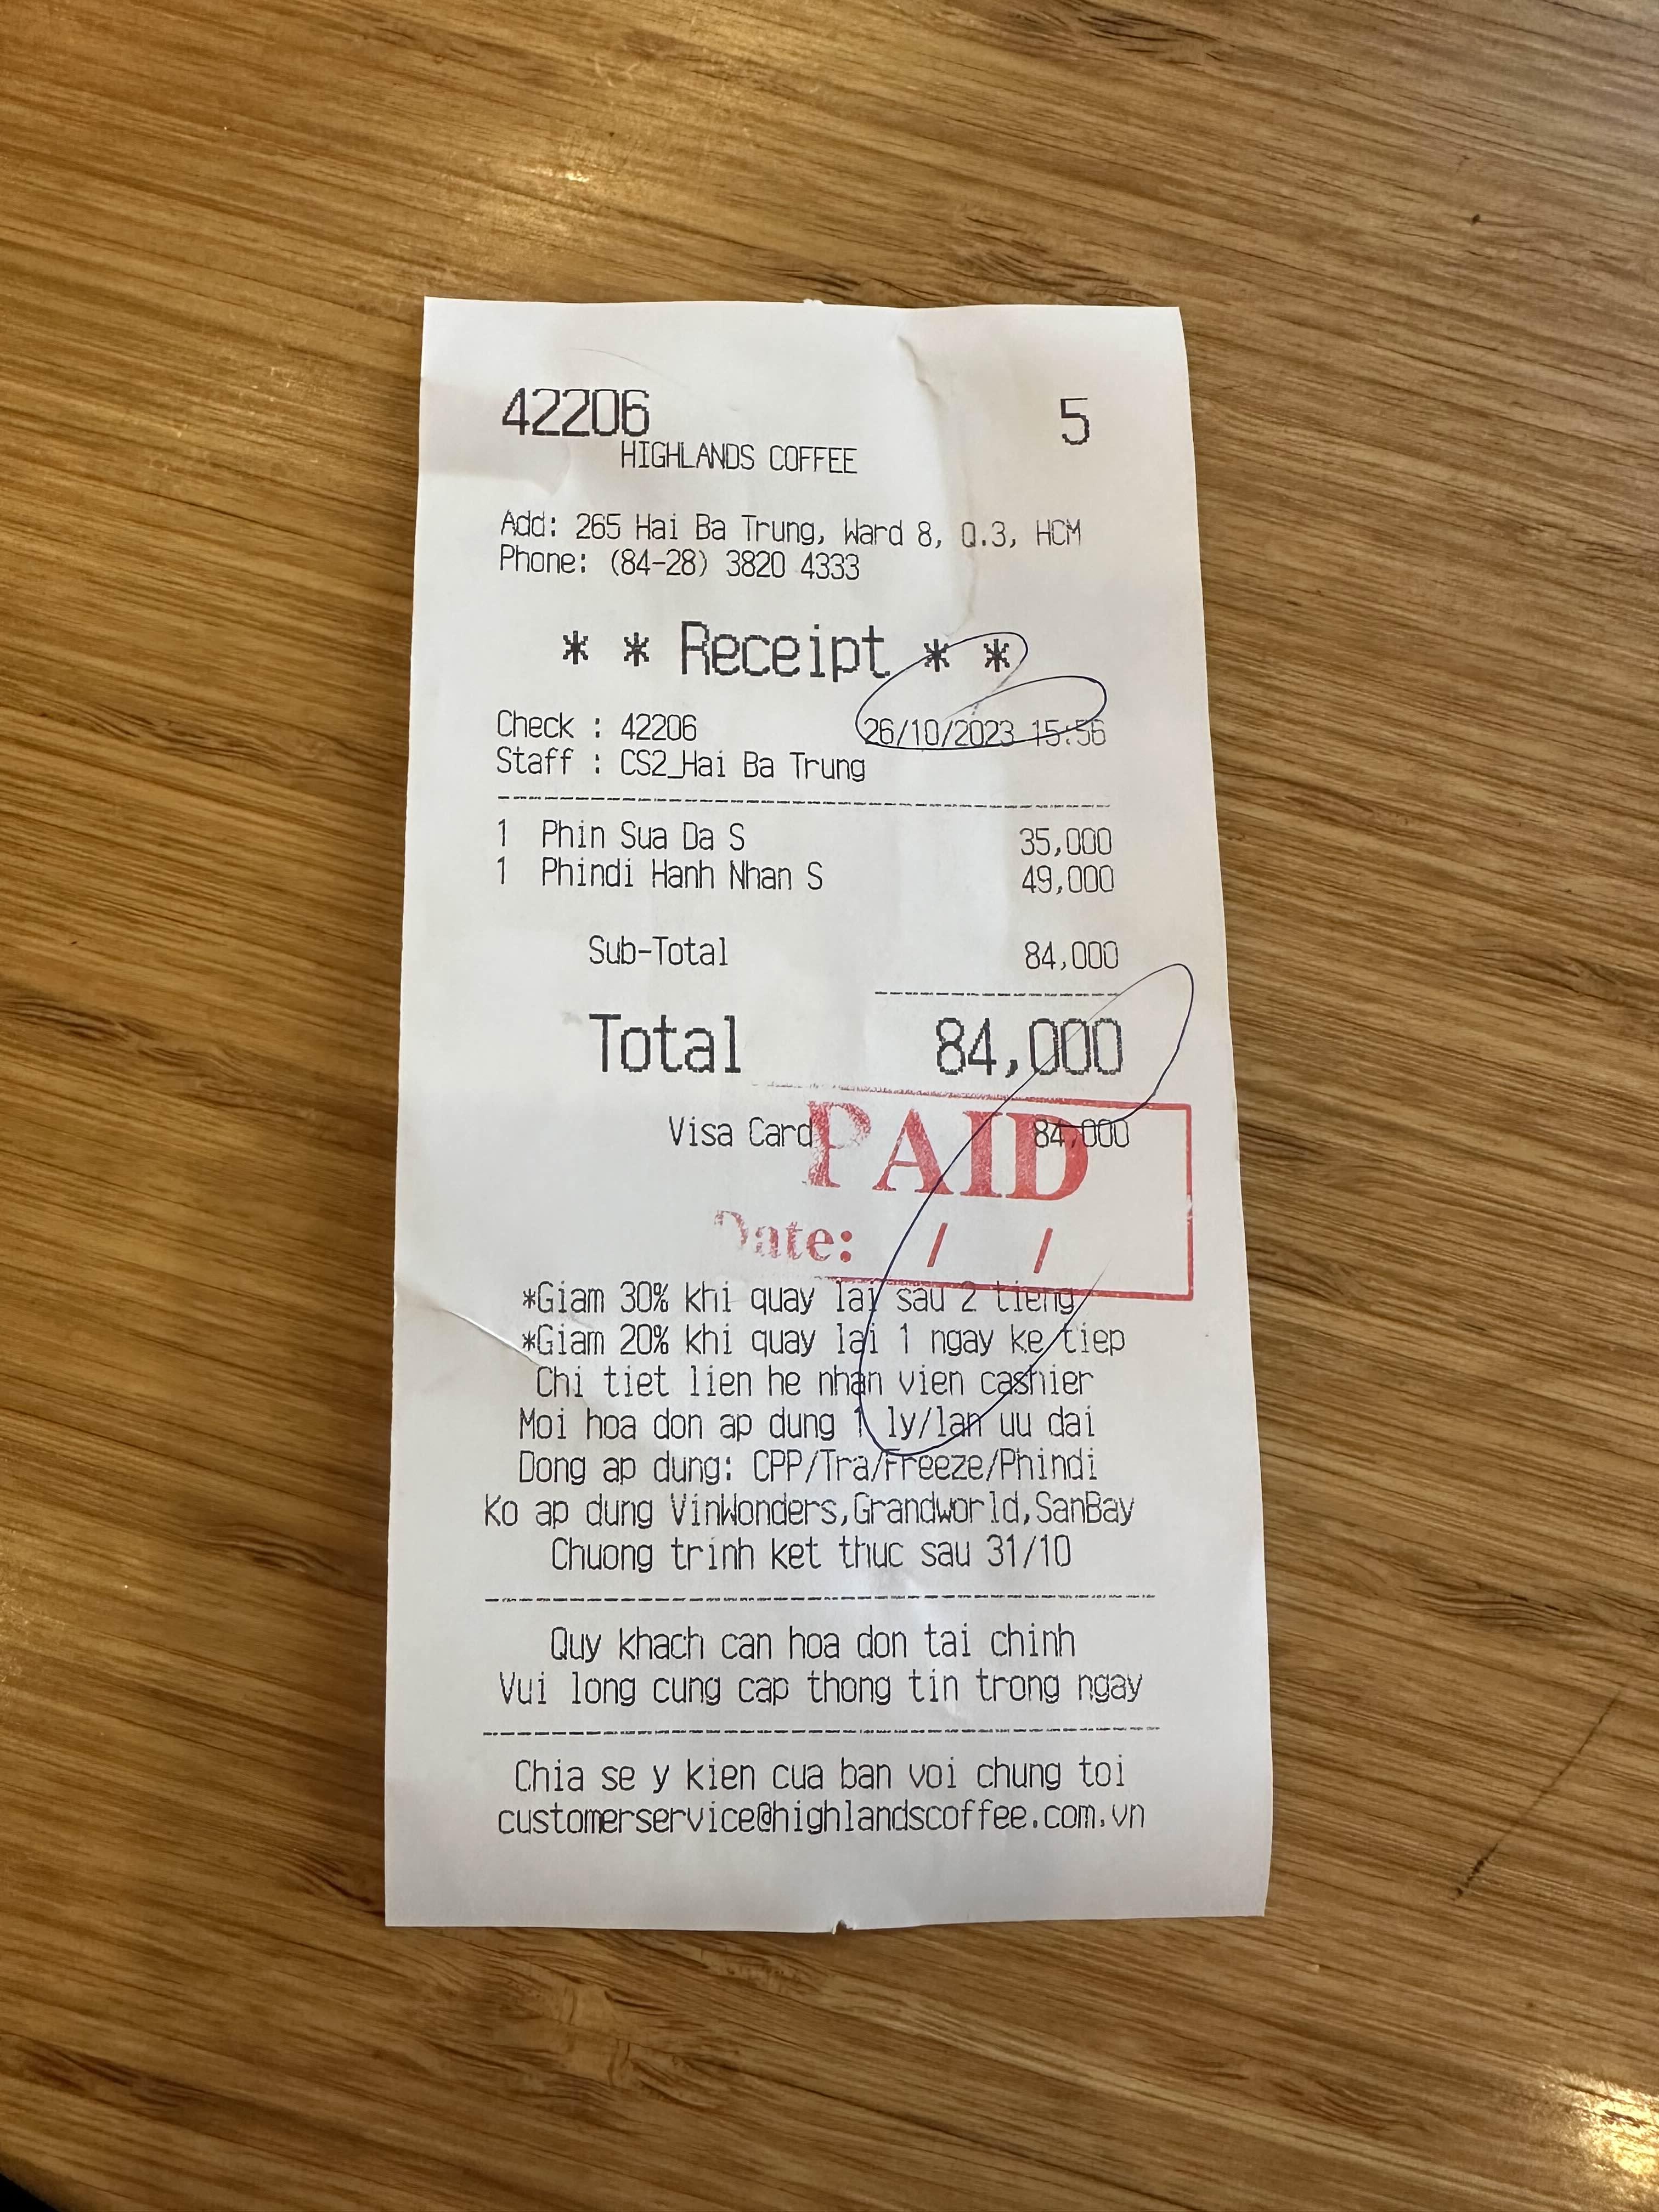 42206 5
HIGHLANDS COFFEE
Add: 265 Hai Ba Trung, Ward 8, Q.3, HCM
Phone: (84-28) 3820 4333
* * Receipt * *
Check : 42206 26/10/2023 15:56
Staff : CS2_Hai Ba Trung
1 Phin Sua Da S 35,000
1 Phindi Hanh Nhan S 49,000
Sub-Total 84,000
Total 84,000
Visa Card 84,000
PAID
Date: / /
*Giam 30% khi quay lai sau 2 tieng
*Giam 20% khi quay lai 1 ngay ke tiep
Chi tiet lien he nhan vien cashier
Moi hoa don ap dung 1 ly/lan uu dai
Dong ap dung: CPP/Tra/Freeze/Phindi
Ko ap dung VinWonders,Grandworld,SanBay
Chuong trinh ket thuc sau 31/10
Quy khach can hoa don tai chinh
Vui long cung cap thong tin trong ngay
Chia se y kien cua ban voi chung toi
customerservice@highlandscoffee.com.vn